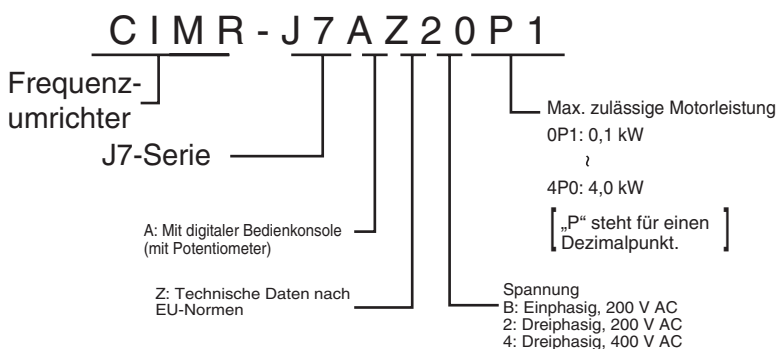 CIMR-J7AZ20P1
Frequenz-
umrichter
J7-Serie
A: Mit digitaler Bedienkonsole
(mit Potentiometer)
Z: Technische Daten nach
EU-Normen
Max. zulässige Motorleistung
0P1: 0,1 kW
~
4P0: 4,0 kW
[„P“ steht für einen
Dezimalpunkt.]
Spannung
B: Einphasig, 200 V AC
2: Dreiphasig, 200 V AC
4: Dreiphasig, 400 V AC